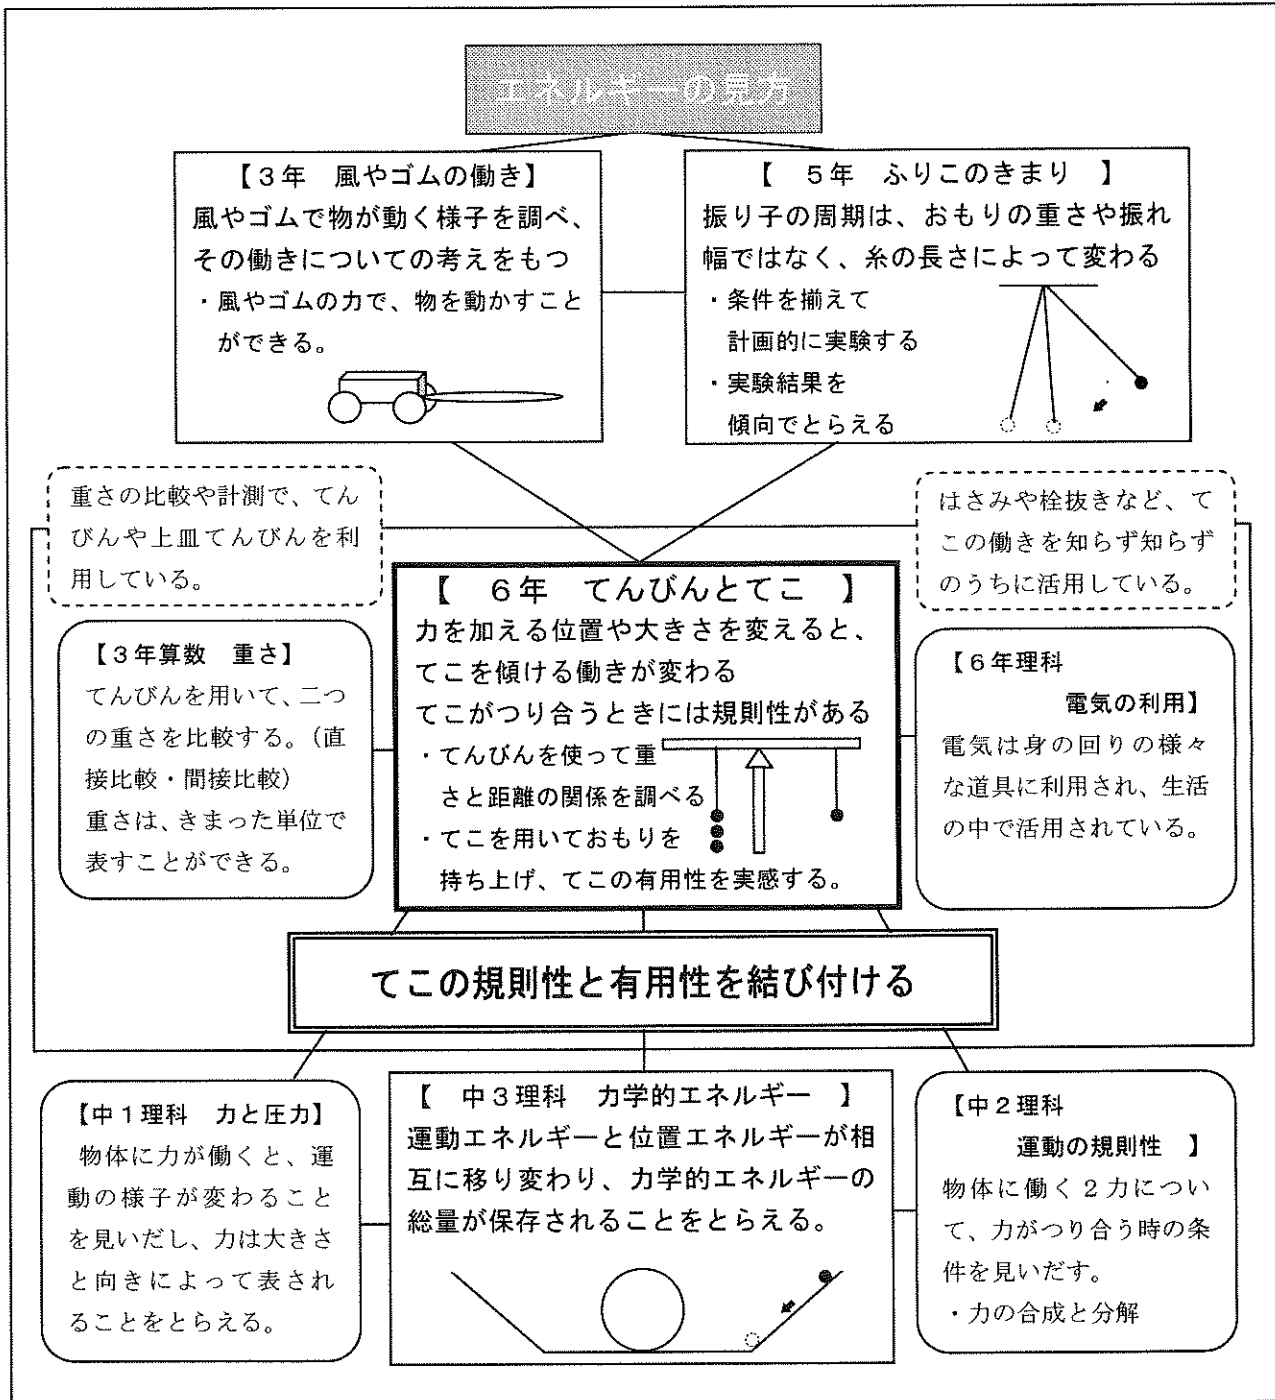 エネルギーの見方
【３年　風やゴムの働き】
風やゴムで物が動く様子を調べ、
その働きについての考えをもつ
・風やゴムの力で、物を動かすこと
ができる。
【　５年　ふりこのきまり　】
振り子の周期は、おもりの重さや振れ
幅ではなく、糸の長さによって変わる
・条件を揃えて
計画的に実験する
・実験結果を
傾向でとらえる
重さの比較や計測で、てん
びんや上皿てんびんを利
用している。
はさみや栓抜きなど、て
この働きを知らず知らず
のうちに活用している。
【３年算数　重さ】
てんびんを用いて、二つ
の重さを比較する。（直
接比較・間接比較）
重さは、きまった単位で
表すことができる。
【　６年　てんびんとてこ　】
力を加える位置や大きさを変えると、
てこを傾ける働きが変わる
てこがつり合うときには規則性がある
・てんびんを使って重
さと距離の関係を調べる
・てこを用いておもりを
持ち上げ、てこの有用性を実感する。
【６年理科
電気の利用】
電気は身の回りの様々
な道具に利用され、生活
の中で活用されている。
てこの規則性と有用性を結び付ける
【中１理科　力と圧力】
物体に力が働くと、運
動の様子が変わること
を見いだし、力は大きさ
と向きによって表され
ることをとらえる。
【　中３理科　力学的エネルギー　】
運動エネルギーと位置エネルギーが相
互に移り変わり、力学的エネルギーの
総量が保存されることをとらえる。
【中２理科
運動の規則性　】
物体に働く２力につい
て、力がつり合う時の条
件を見いだす。
・力の合成と分解